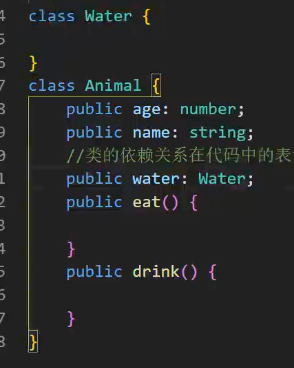 4 class Water {
5
6 }
7 class Animal {
8 public age: number;
9 public name: string;
0 //类的依赖关系在代码中的表
1 public water: Water;
2 public eat() {
3
4 }
5 public drink() {
6
7 }
8 }